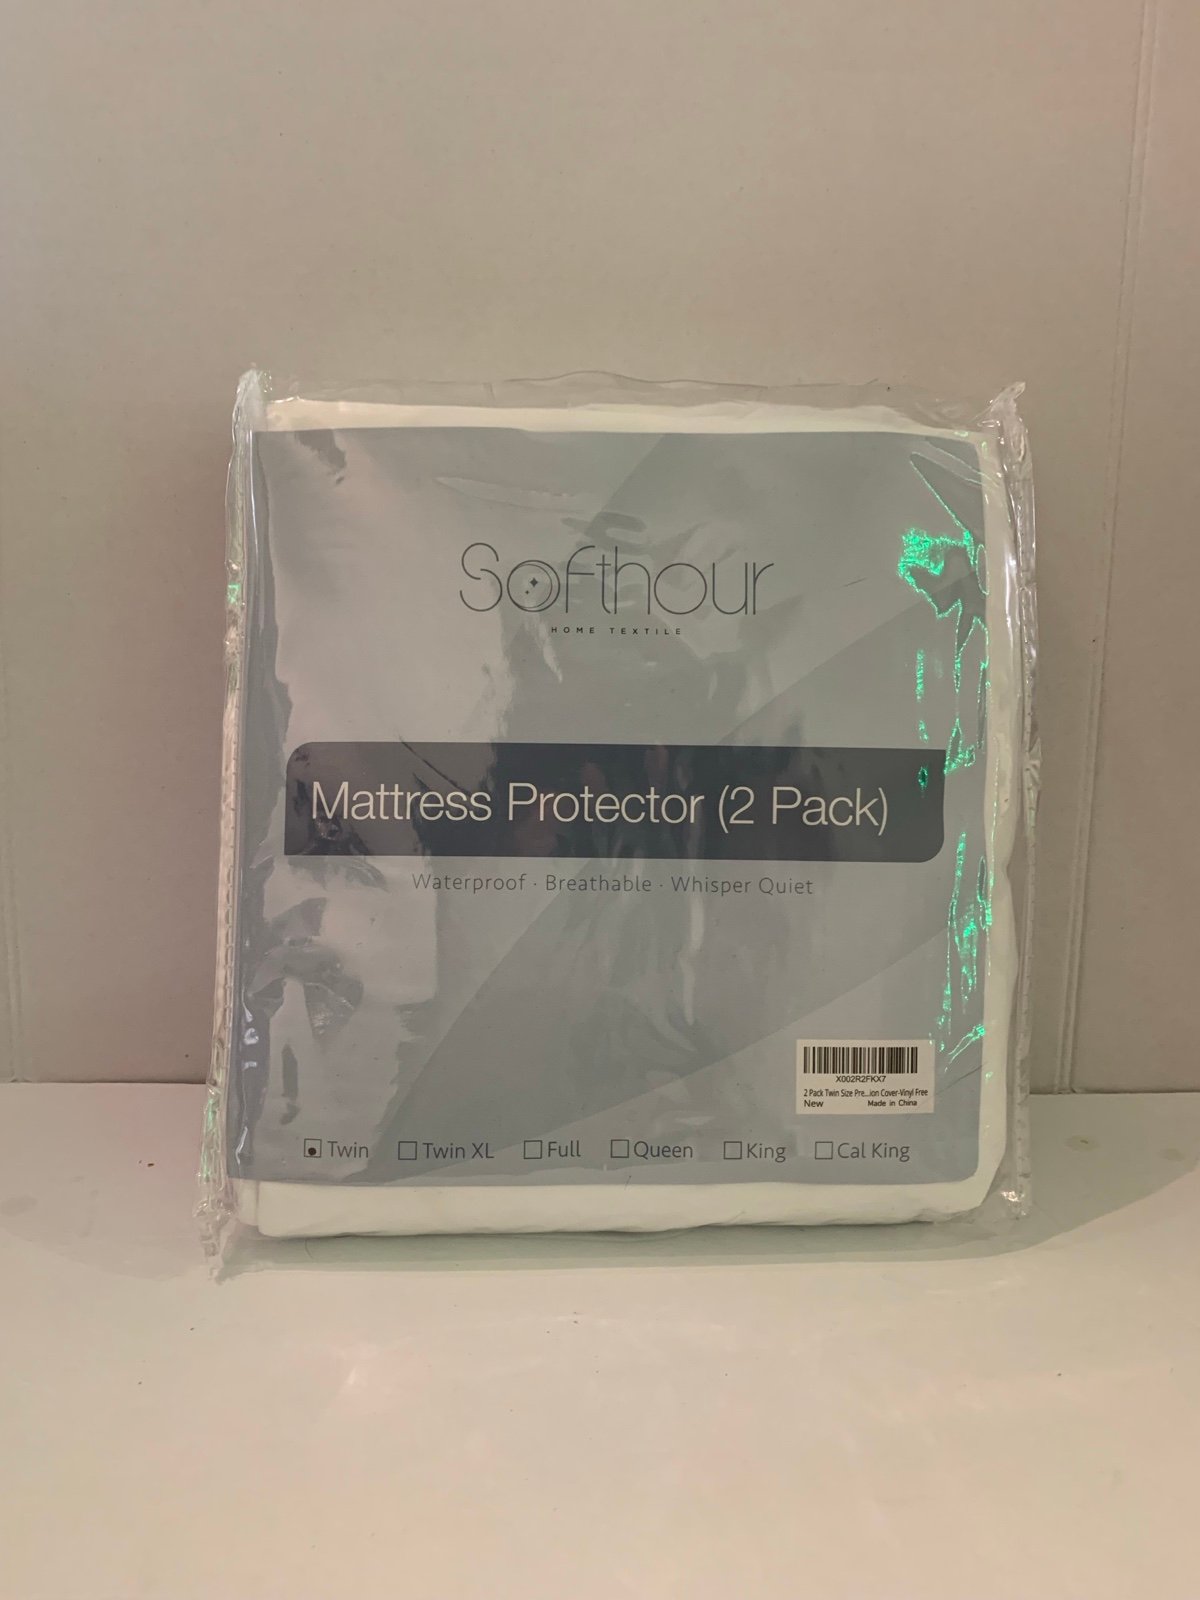 Softhour
HOME TEXTILE
Mattress Protector (2 Pack)
Waterproof · Breathable · Whisper Quiet
X002R2FKX7
2 Pack Twin Size Pre...ion Cover-Vinyl Free
New Made in China
Twin Twin XL Full Queen King Cal King